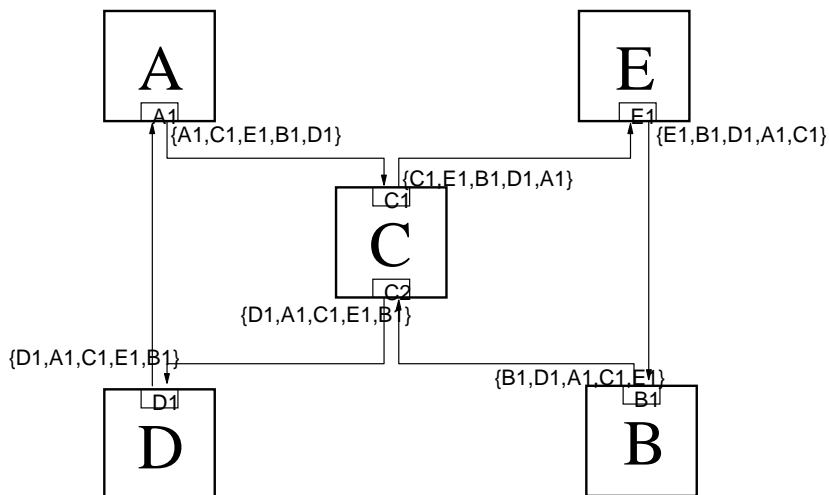 A
E
A1
E1
{A1,C1,E1,B1,D1}
{E1,B1,D1,A1,C1}
{C1,E1,B1,D1,A1}
C1
C
C2
{D1,A1,C1,E1,B1}
{D1,A1,C1,E1,B1}
{B1,D1,A1,C1,E1}
D1
B1
D
B